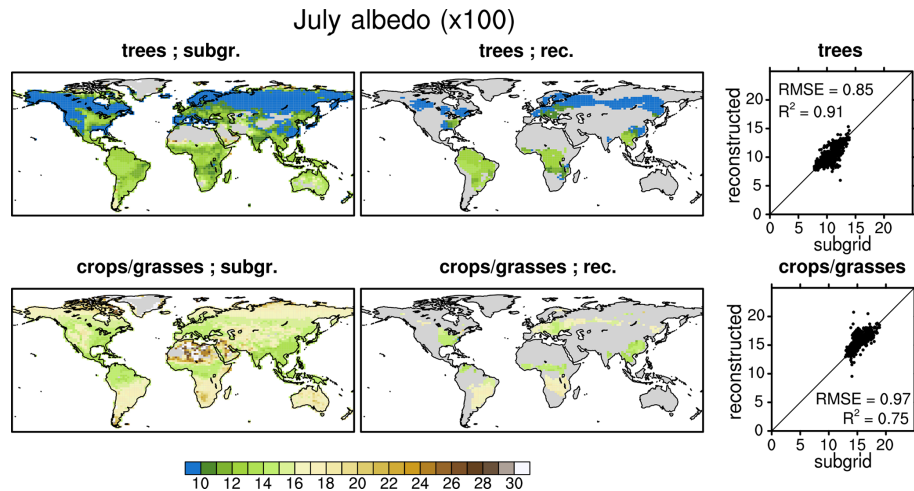 July albedo (x100)
trees ; subgr.
trees ; rec.
trees
RMSE = 0.85
R² = 0.91
reconstructed
20
15
10
5
0
0 5 10 15 20
subgrid
crops/grasses ; subgr.
crops/grasses ; rec.
crops/grasses
reconstructed
20
15
10
5
0
RMSE = 0.97
R² = 0.75
0 5 10 15 20
subgrid
10 12 14 16 18 20 22 24 26 28 30